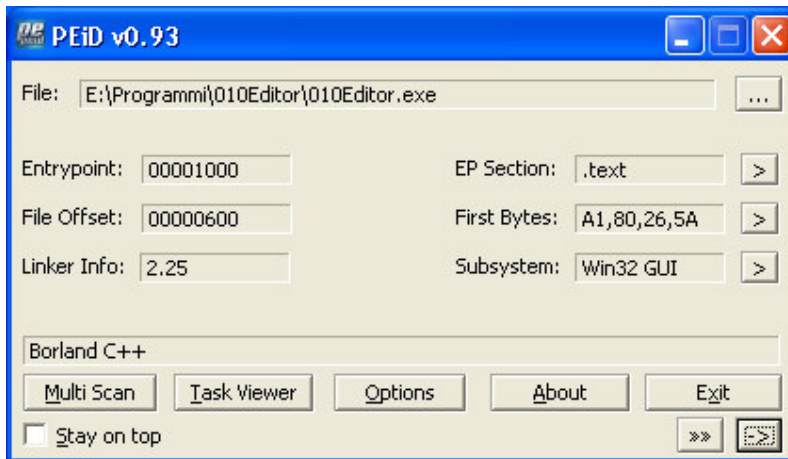 PEiD v0.93
File: E:\Programmi\010Editor\010Editor.exe ...
Entrypoint: 00001000 EP Section: .text >
File Offset: 00000600 First Bytes: A1,80,26,5A >
Linker Info: 2.25 Subsystem: Win32 GUI >
Borland C++
Multi Scan Task Viewer Options About Exit
Stay on top »» ->